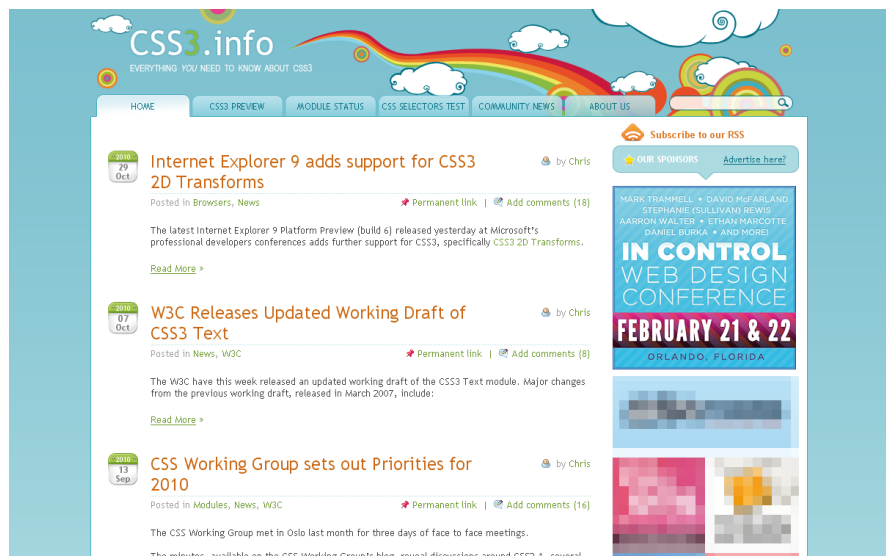 CSS3.info
EVERYTHING YOU NEED TO KNOW ABOUT CSS3
HOME
CSS3 PREVIEW
MODULE STATUS
CSS SELECTORS TEST
COMMUNITY NEWS
ABOUT US
2010
29
Oct
Internet Explorer 9 adds support for CSS3
2D Transforms
by Chris
Posted in Browsers, News
Permanent link | Add comments (18)
The latest Internet Explorer 9 Platform Preview (build 6) released yesterday at Microsoft's
professional developers conferences adds further support for CSS3, specifically CSS3 2D Transforms.
Read More »
2010
07
Oct
W3C Releases Updated Working Draft of
CSS3 Text
by Chris
Posted in News, W3C
Permanent link | Add comments (8)
The W3C have this week released an updated working draft of the CSS3 Text module. Major changes
from the previous working draft, released in March 2007, include:
Read More »
2010
13
Sep
CSS Working Group sets out Priorities for
2010
by Chris
Posted in Modules, News, W3C
Permanent link | Add comments (16)
The CSS Working Group met in Oslo last month for three days of face to face meetings.
Subscribe to our RSS
OUR SPONSORS
Advertise here?
MARK TRAMMELL • DAVID McFARLAND
STEPHANIE (SULLIVAN) REWIS
AARON WALTER • ETHAN MARCOTTE
DANIEL BURKA • AND MORE!
IN CONTROL
WEB DESIGN
CONFERENCE
FEBRUARY 21 & 22
ORLANDO, FLORIDA